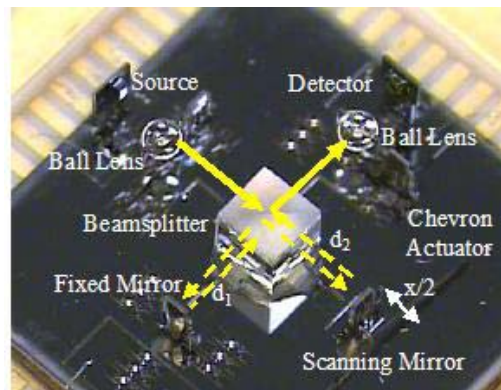 Source
Detector
Ball Lens
Ball Lens
Beamsplitter
d₂
Chevron
Actuator
Fixed Mirror
d₁
x/2
Scanning Mirror